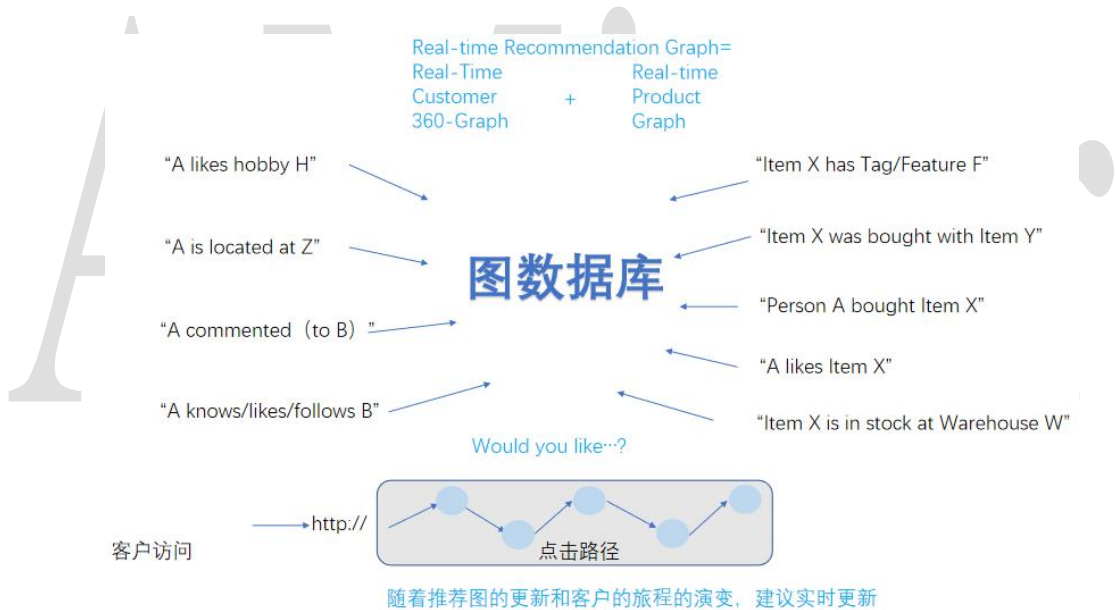 Real-time Recommendation Graph=
Real-Time Customer 360-Graph + Real-time Product Graph
“A likes hobby H”
“A is located at Z”
“A commented（to B）”
“A knows/likes/follows B”
图数据库
“Item X has Tag/Feature F”
“Item X was bought with Item Y”
“Person A bought Item X”
“A likes Item X”
“Item X is in stock at Warehouse W”
Would you like…?
http://
客户访问
点击路径
随着推荐图的更新和客户的旅程的演变，建议实时更新